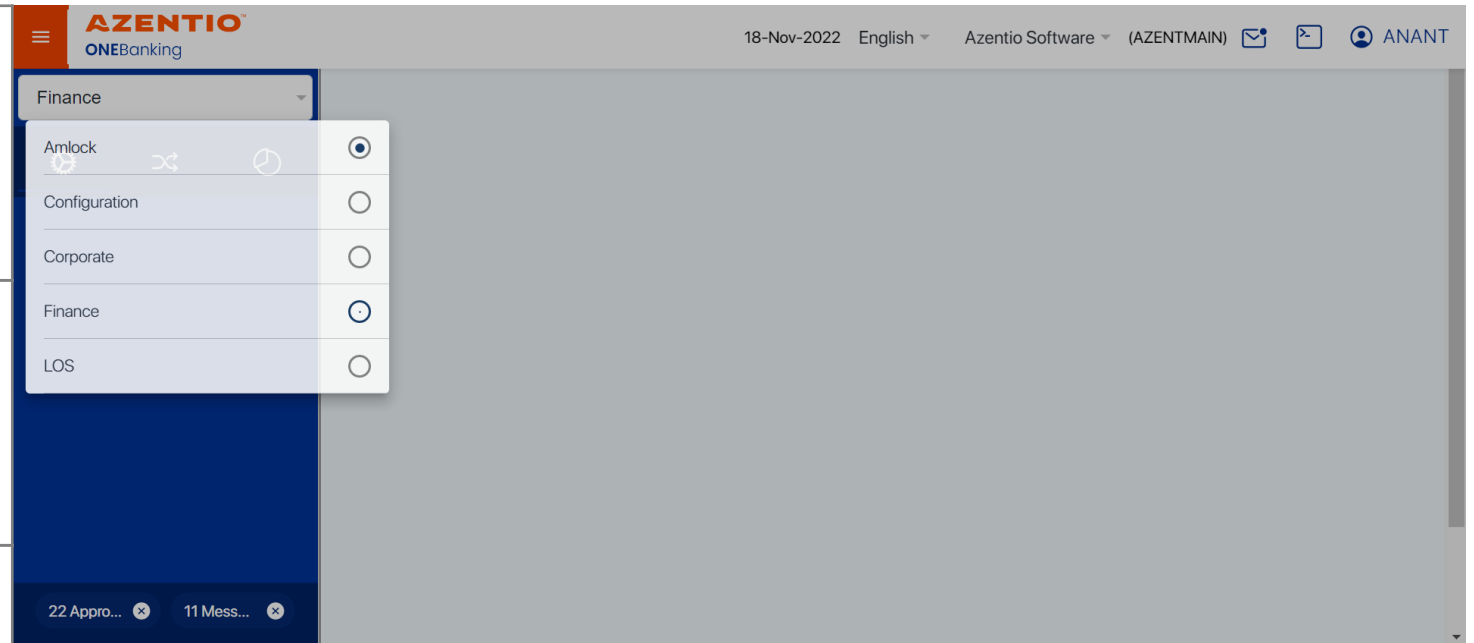 AZENTIO™
ONEBanking
18-Nov-2022 English Azentio Software (AZENTMAIN) ANANT
Finance
Amlock
Configuration
Corporate
Finance
LOS
22 Appro... 11 Mess...